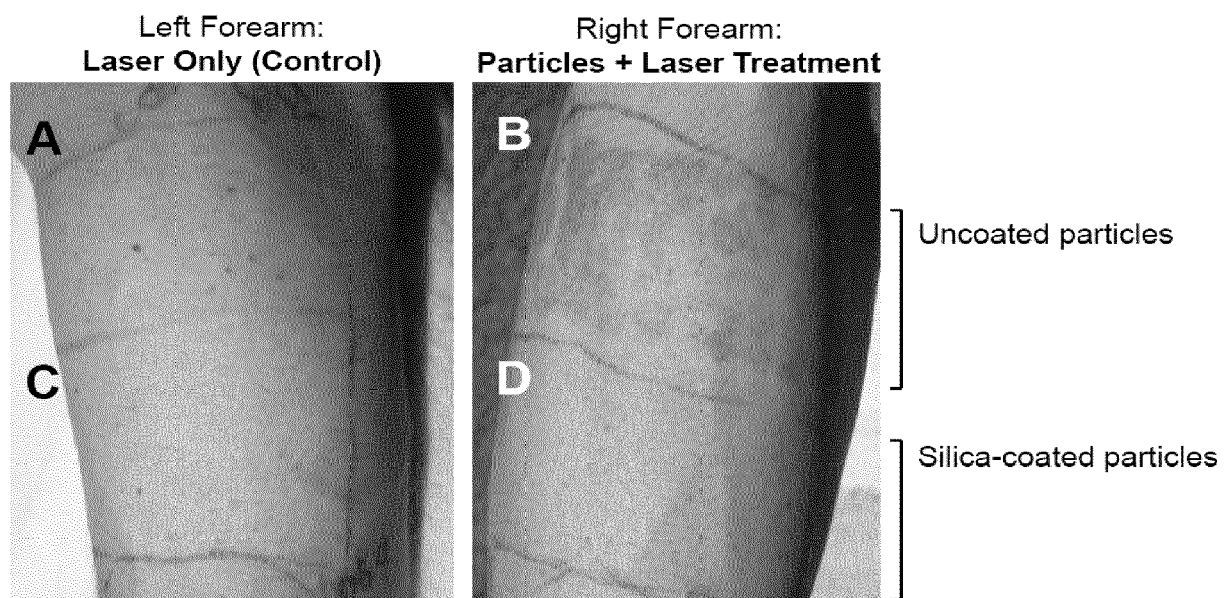 Left Forearm:
Laser Only (Control)
Right Forearm:
Particles + Laser Treatment
A
B
Uncoated particles
C
D
Silica-coated particles